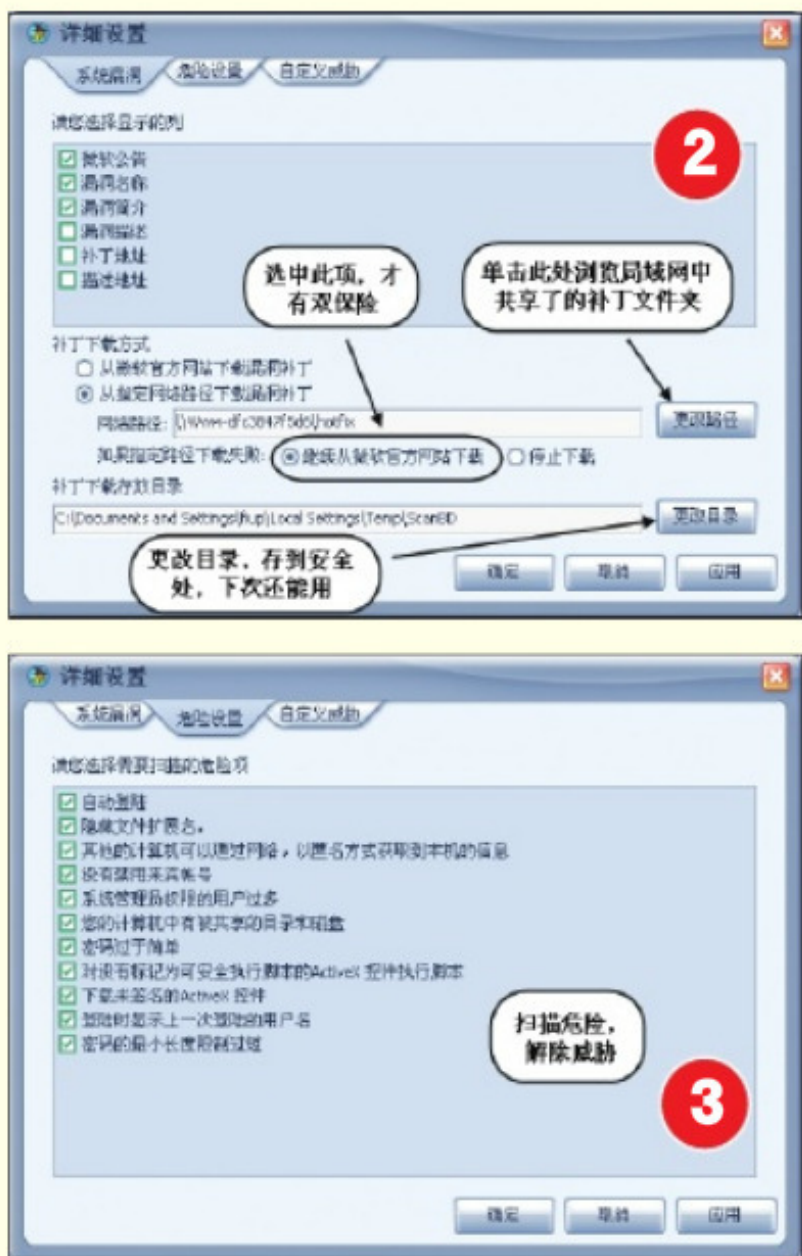 详细设置
系统漏洞 危险设置 自定义威胁
请您选择显示的列
微软公告
漏洞名称
漏洞简介
漏洞描述
补丁地址
描述地址
2
选中此项，才
有双保险
单击此处浏览局域网中
共享了的补丁文件夹
补丁下载方式
从微软官方网站下载漏洞补丁
从指定网络路径下载漏洞补丁
网络路径: 更改路径
如果指定路径下载失败: 继续从微软官方网站下载 停止下载
补丁下载存放目录
C:\Documents and Settings\fiup\Local Settings\Temp\ScanBD 更改目录
更改目录，存到安全
处，下次还能用
确定 取消 应用
详细设置
系统漏洞 危险设置 自定义威胁
请您选择需要扫描的危险项
自动登陆
隐藏文件扩展名。
其他的计算机可以通过网络，以匿名方式获取到本机的信息
没有禁用来宾帐号
系统管理员权限的用户过多
您的计算机中有被共享的目录和磁盘
密码过于简单
对没有标记为可安全执行脚本的ActiveX 控件执行脚本
下载未签名的ActiveX 控件
登陆时显示上一次登陆的用户名
密码的最小长度限制过短
扫描危险，
解除威胁
3
确定 取消 应用